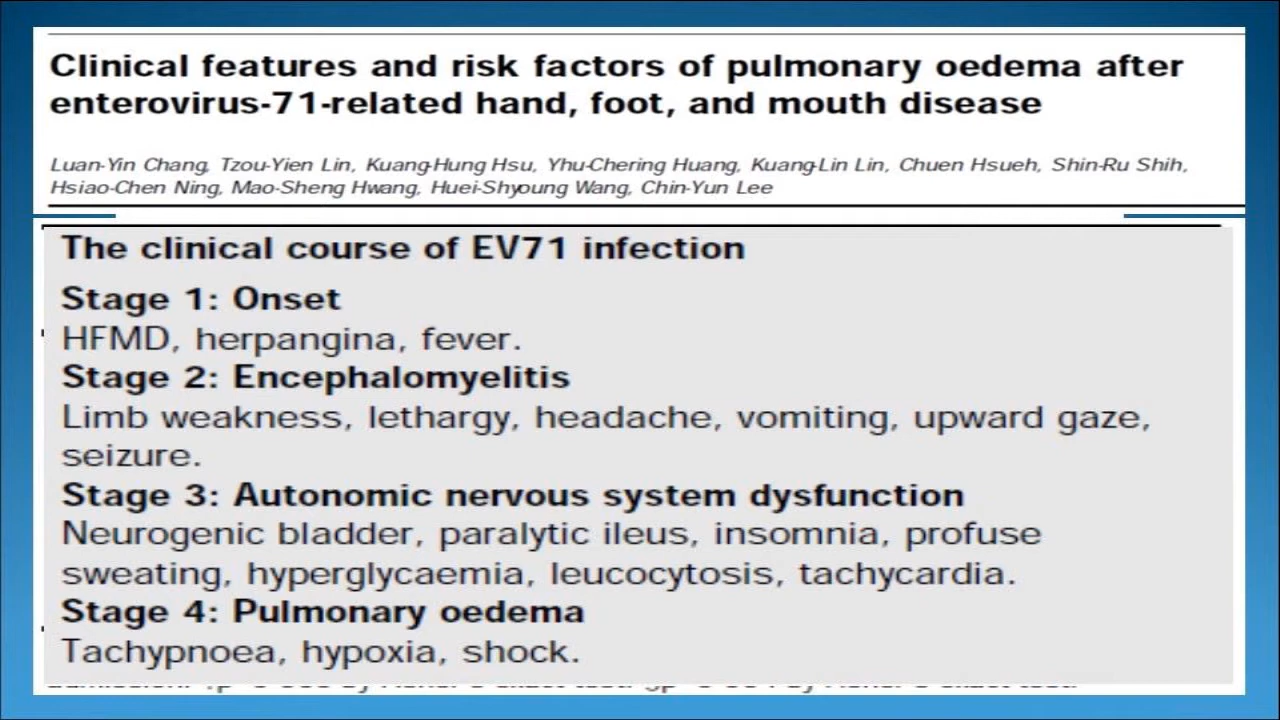 Clinical features and risk factors of pulmonary oedema after
enterovirus-71-related hand, foot, and mouth disease
Luan-Yin Chang, Tzou-Yien Lin, Kuang-Hung Hsu, Yhu-Chering Huang, Kuang-Lin Lin, Chuen Hsueh, Shin-Ru Shih,
Hsiao-Chen Ning, Mao-Sheng Hwang, Huei-Shyoung Wang, Chin-Yun Lee
The clinical course of EV71 infection
Stage 1: Onset
HFMD, herpangina, fever.
Stage 2: Encephalomyelitis
Limb weakness, lethargy, headache, vomiting, upward gaze,
seizure.
Stage 3: Autonomic nervous system dysfunction
Neurogenic bladder, paralytic ileus, insomnia, profuse
sweating, hyperglycaemia, leucocytosis, tachycardia.
Stage 4: Pulmonary oedema
Tachypnoea, hypoxia, shock.